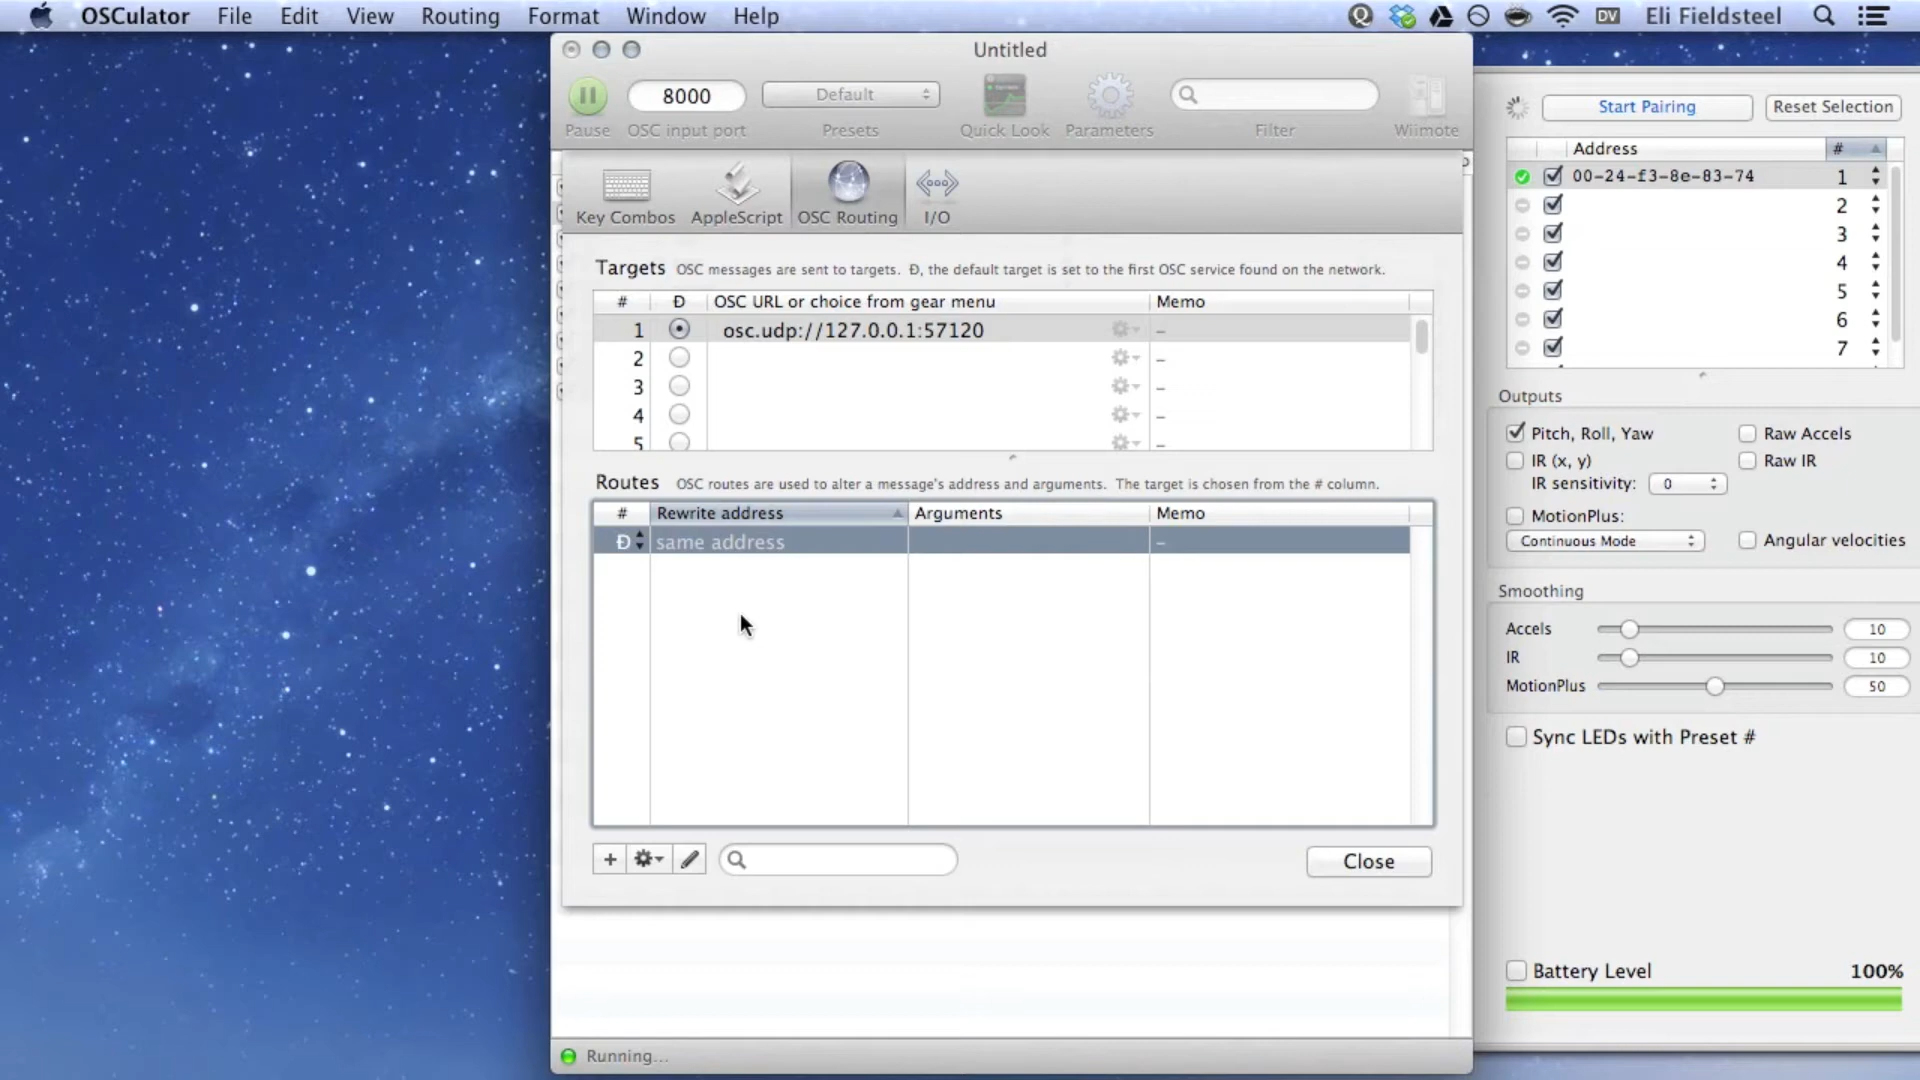 OSCulator File Edit View Routing Format Window Help DV Eli Fieldsteel
Untitled
8000 Default
Pause OSC input port Presets Quick Look Parameters Filter Wiimote
Key Combos AppleScript OSC Routing I/O
Targets OSC messages are sent to targets. Đ, the default target is set to the first OSC service found on the network.
# Đ OSC URL or choice from gear menu Memo
1 osc.udp://127.0.0.1:57120 –
2 –
3 –
4 –
5 –
Routes OSC routes are used to alter a message's address and arguments. The target is chosen from the # column.
# Rewrite address Arguments Memo
Đ same address –
+ Close
Running...
Start Pairing Reset Selection
Address #
00-24-f3-8e-83-74 1
2
3
4
5
6
7
Outputs
Pitch, Roll, Yaw Raw Accels
IR (x, y) Raw IR
IR sensitivity: 0
MotionPlus:
Continuous Mode Angular velocities
Smoothing
Accels 10
IR 10
MotionPlus 50
Sync LEDs with Preset #
Battery Level 100%